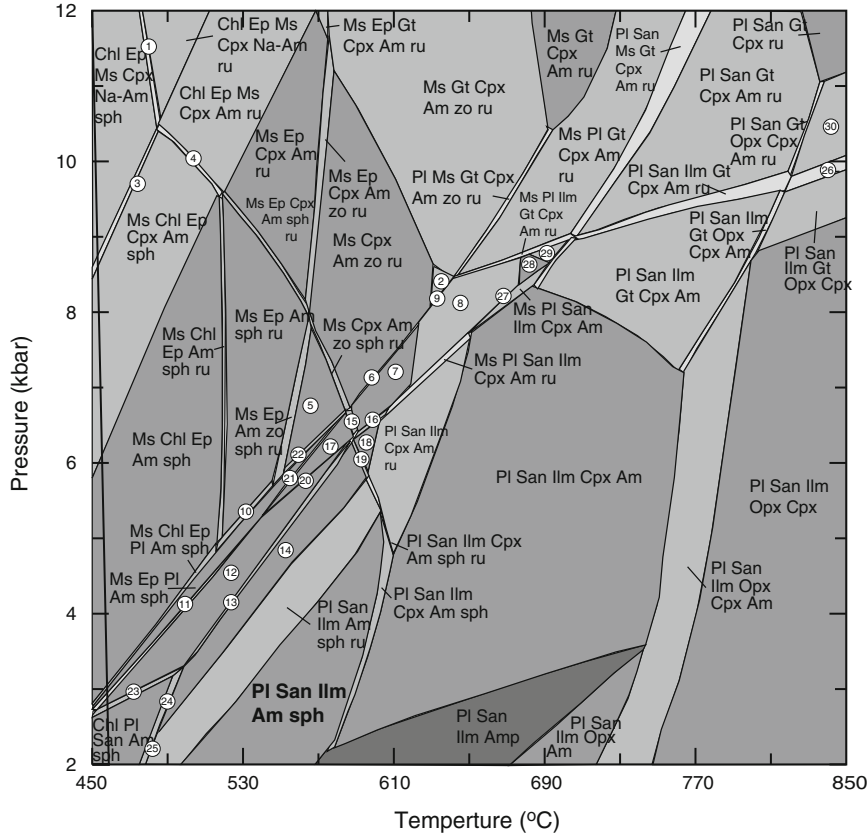 12
10
8
6
4
2
Pressure (kbar)
450
530
610
690
770
850
Temperture (ºC)
Chl Ep
Ms Cpx
Na-Am
sph
1
Chl Ep Ms
Cpx Na-Am
ru
Chl Ep Ms
Cpx Am ru
Ms Ep Gt
Cpx Am ru
Ms Gt
Cpx
Am ru
Pl San
Ms Gt
Cpx
Am ru
Pl San Gt
Cpx Am ru
Pl San Gt
Cpx ru
Ms Gt Cpx
Am zo ru
Ms Ep
Cpx Am
ru
Ms Ep
Cpx Am
zo ru
Pl San Gt
Opx Cpx
Am ru
30
4
3
Ms Pl Gt
Cpx Am
ru
Pl San Ilm Gt
Cpx Am ru
26
Ms Chl Ep
Cpx Am
sph
Ms Ep Cpx
Am sph
ru
Pl Ms Gt Cpx
Am zo ru
Ms Pl Ilm
Gt Cpx
Am ru
Ms Cpx
Am zo ru
Pl San Ilm
Gt Opx
Cpx Am
Pl San
Ilm Gt
Opx Cpx
2
28
29
Pl San Ilm
Gt Cpx Am
9
8
27
Ms Pl San
Ilm Cpx Am
Ms Chl
Ep Am
sph ru
Ms Ep Am
sph ru
Ms Cpx Am
zo sph ru
Ms Pl San Ilm
Cpx Am ru
6
7
5
Ms Ep
Am zo
sph ru
15
16
Ms Chl Ep
Am sph
22
17
18
19
Pl San Ilm
Cpx Am
ru
21
20
Pl San Ilm Cpx Am
Pl San Ilm
Opx Cpx
10
Ms Chl Ep
Pl Am sph
14
Pl San Ilm Cpx
Am sph ru
Ms Ep Pl
Am sph
12
11
13
Pl San
Ilm Am
sph ru
Pl San Ilm
Cpx Am sph
Pl San
Ilm Opx
Cpx Am
23
24
25
Chl Pl
San Am
sph
Pl San Ilm
Am sph
Pl San
Ilm Amp
Pl San
Ilm Opx
Am